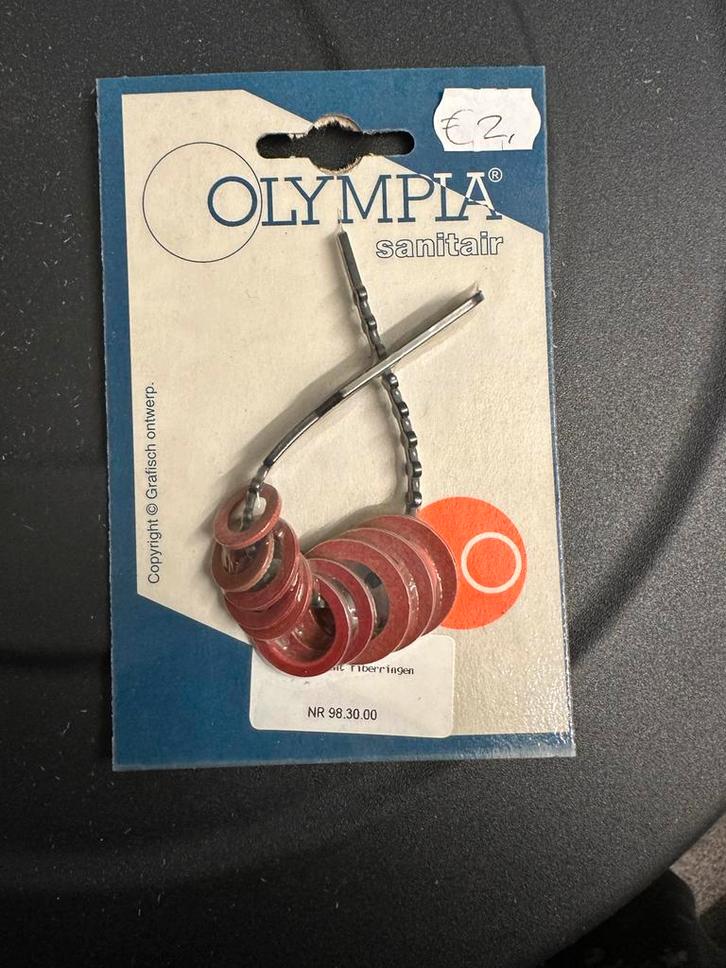 €2,
OLYMPIA®
sanitair
Copyright © Grafisch ontwerp.
fiberringen
NR 98.30.00